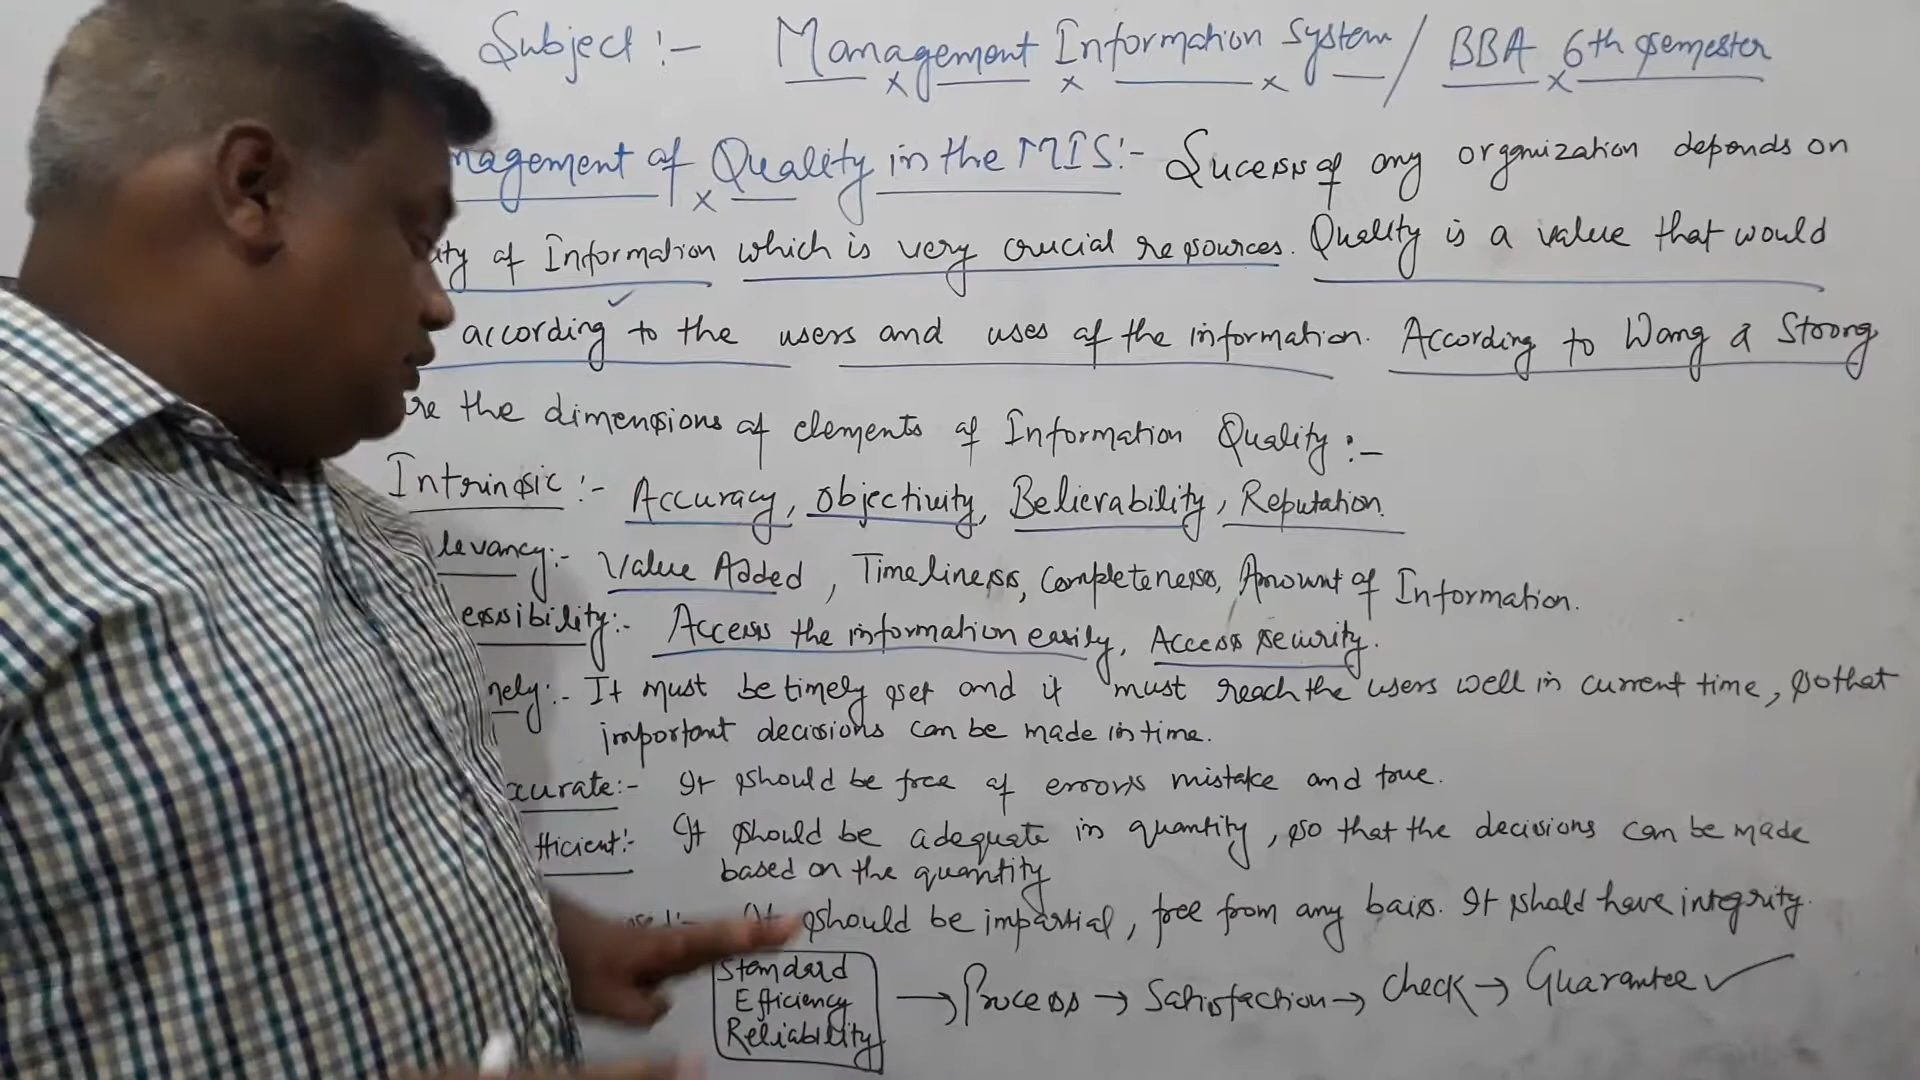 Subject :- Management Information System / BBA 6th Semester
nagement of Quality in the MIS :- Sucess of any organization depends on
ity of Information which is very crucial resources. Quality is a value that would
according to the users and uses of the information. According to Wang & Strong
re the dimensions of elements of Information Quality :-
Intrinsic :- Accuracy, Objectivity, Believability, Reputation.
levancy :- Value Added, Timeliness, Completeness, Amount of Information.
essibility :- Access the information easily, Access security.
mely :- It must be timely set and it must reach the users well in current time, so that
important decisions can be made in time.
ccurate :- It should be free of errors mistake and true.
fficient :- It should be adequate in quantity, so that the decisions can be made
based on the quantity
It should be impartial, free from any bais. It shold have integrity.
Standard
Efficiency
Reliability
→ Process → Satisfaction → Check → Guarantee ✓